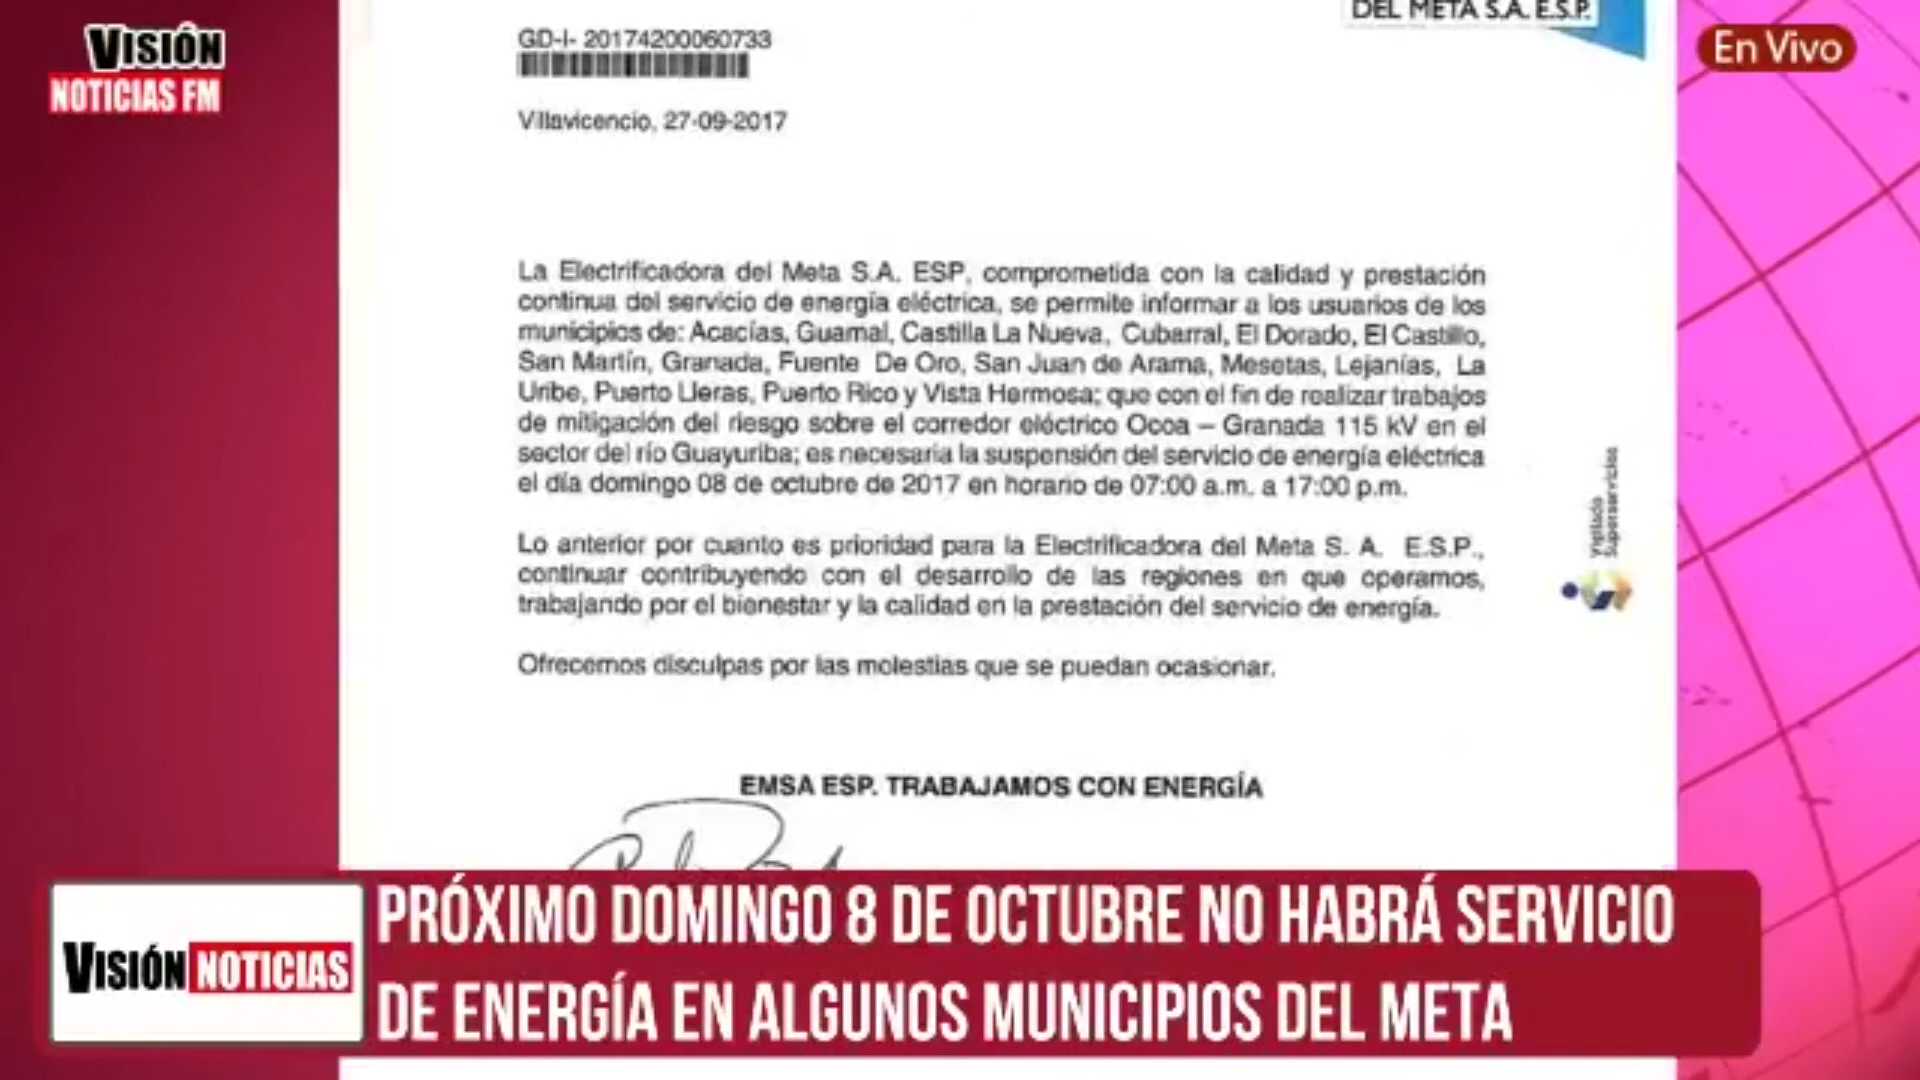 DEL META S.A. E.S.P.
VISIÓN
NOTICIAS FM
En Vivo
GD-I- 20174200060733
Villavicencio, 27-09-2017
La Electrificadora del Meta S.A. ESP, comprometida con la calidad y prestación
continua del servicio de energía eléctrica, se permite informar a los usuarios de los
municipios de: Acacías, Guamal, Castilla La Nueva, Cubarral, El Dorado, El Castillo,
San Martín, Granada, Fuente De Oro, San Juan de Arama, Mesetas, Lejanías, La
Uribe, Puerto Lleras, Puerto Rico y Vista Hermosa; que con el fin de realizar trabajos
de mitigación del riesgo sobre el corredor eléctrico Ocoa – Granada 115 kV en el
sector del río Guayuriba; es necesaria la suspensión del servicio de energía eléctrica
el día domingo 08 de octubre de 2017 en horario de 07:00 a.m. a 17:00 p.m.
Lo anterior por cuanto es prioridad para la Electrificadora del Meta S. A. E.S.P.,
continuar contribuyendo con el desarrollo de las regiones en que operamos,
trabajando por el bienestar y la calidad en la prestación del servicio de energía.
Ofrecemos disculpas por las molestias que se puedan ocasionar.
Vigilado
Superservicios
EMSA ESP. TRABAJAMOS CON ENERGÍA
VISIÓN NOTICIAS
PRÓXIMO DOMINGO 8 DE OCTUBRE NO HABRÁ SERVICIO
DE ENERGÍA EN ALGUNOS MUNICIPIOS DEL META